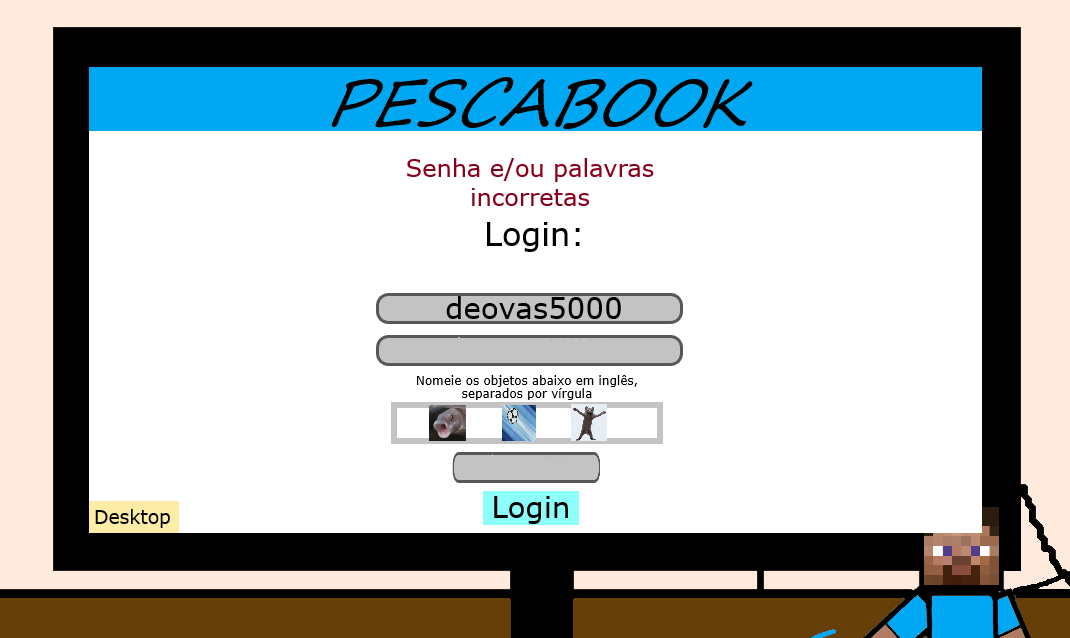 PESCABOOK
Senha e/ou palavras
incorretas
Login:
deovas5000
Nomeie os objetos abaixo em inglês,
separados por vírgula
Login
Desktop